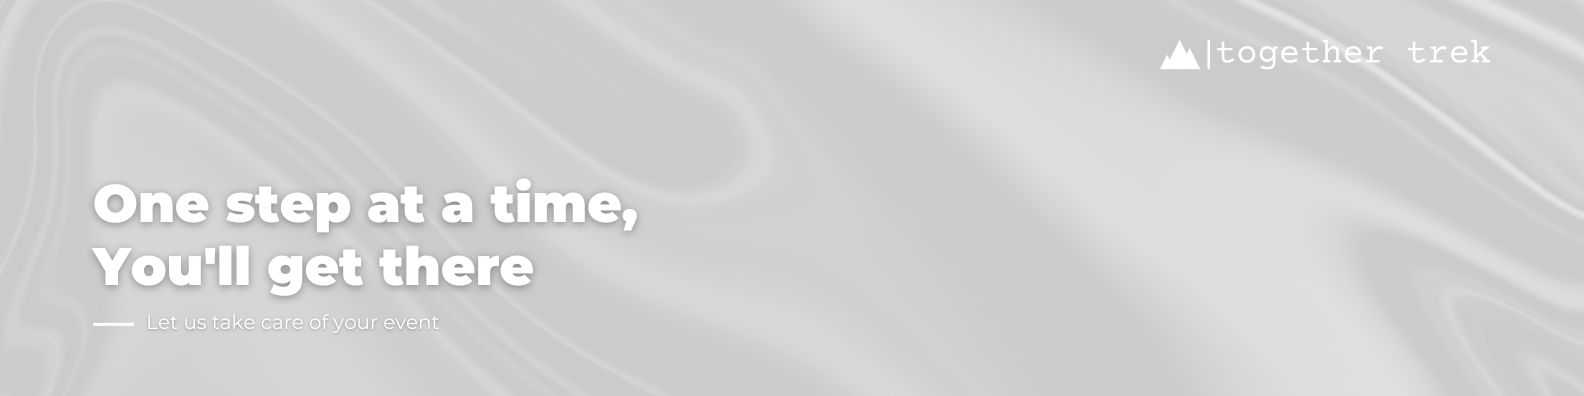 |together trek
One step at a time,
You'll get there
Let us take care of your event